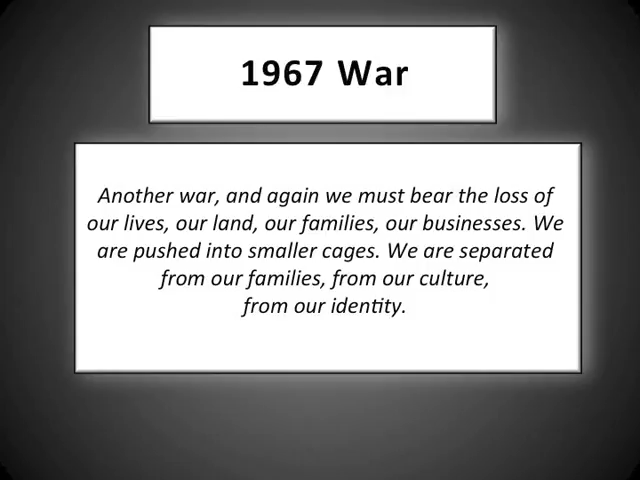 1967 War
Another war, and again we must bear the loss of
our lives, our land, our families, our businesses. We
are pushed into smaller cages. We are separated
from our families, from our culture,
from our identity.